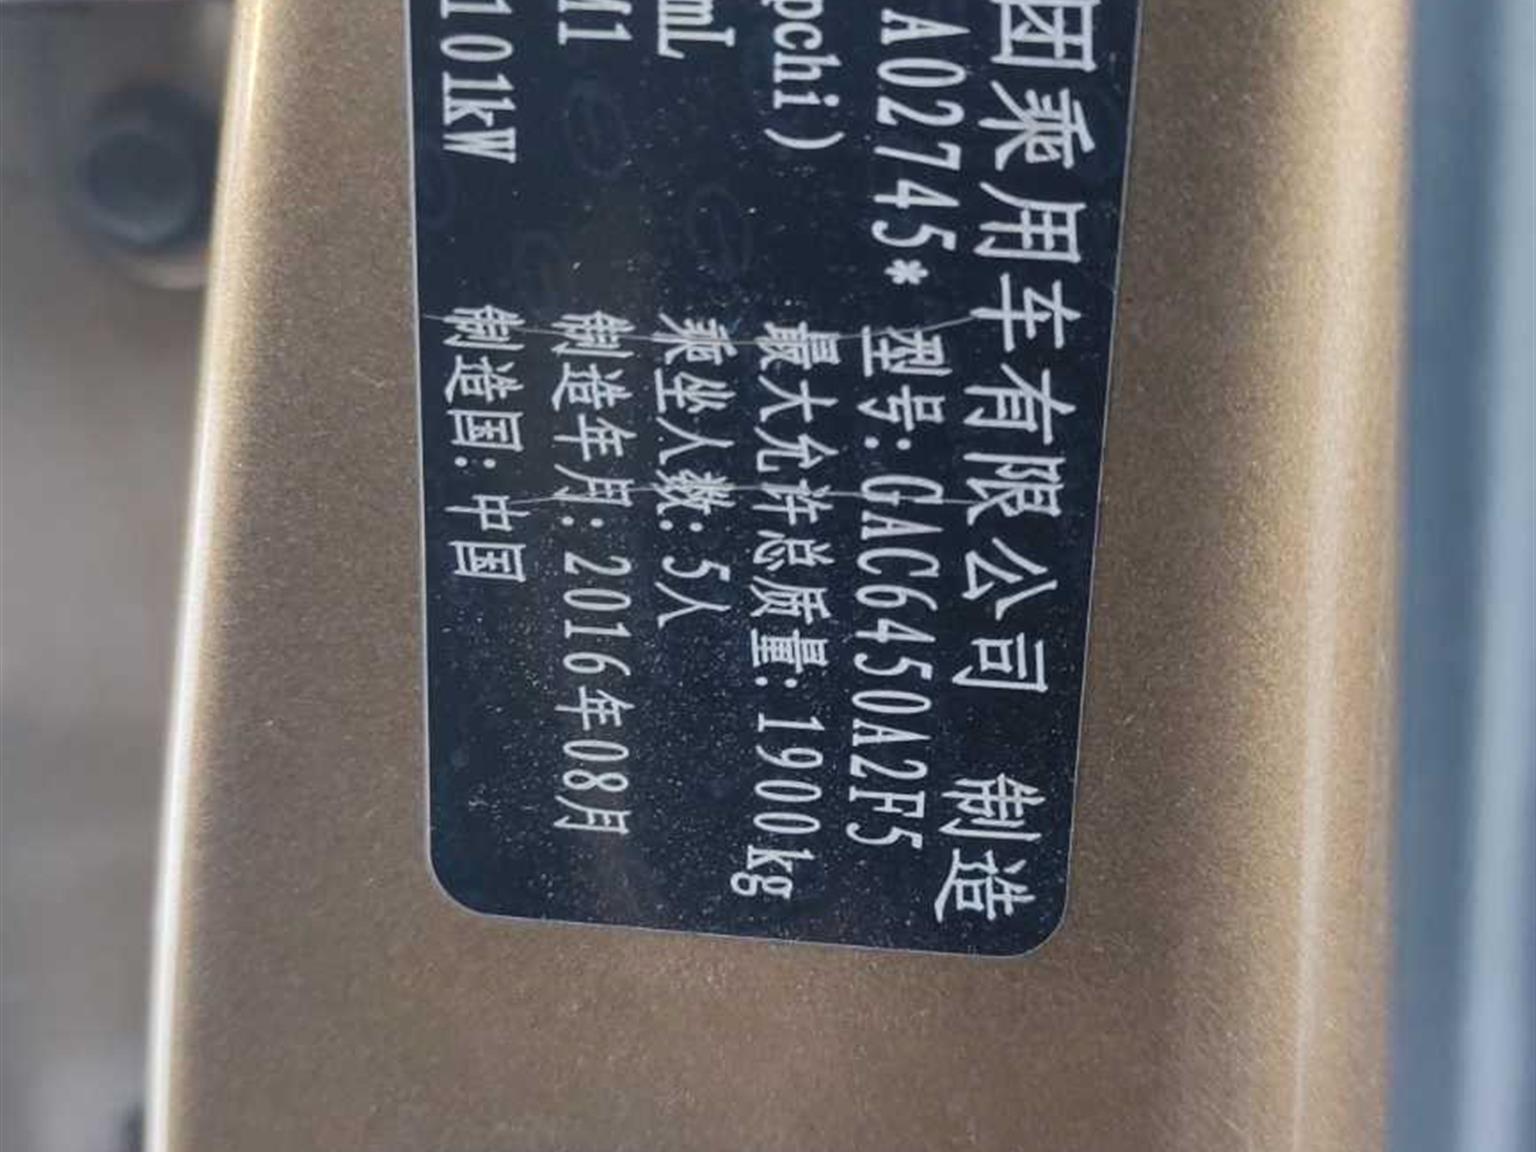 团乘用车有限公司 制造
A02745* 型号:GAC6450A2F5
pchi) 最大允许总质量:1900kg
mL 乘坐人数:5人
M1 制造年月:2016年08月
101kW 制造国:中国